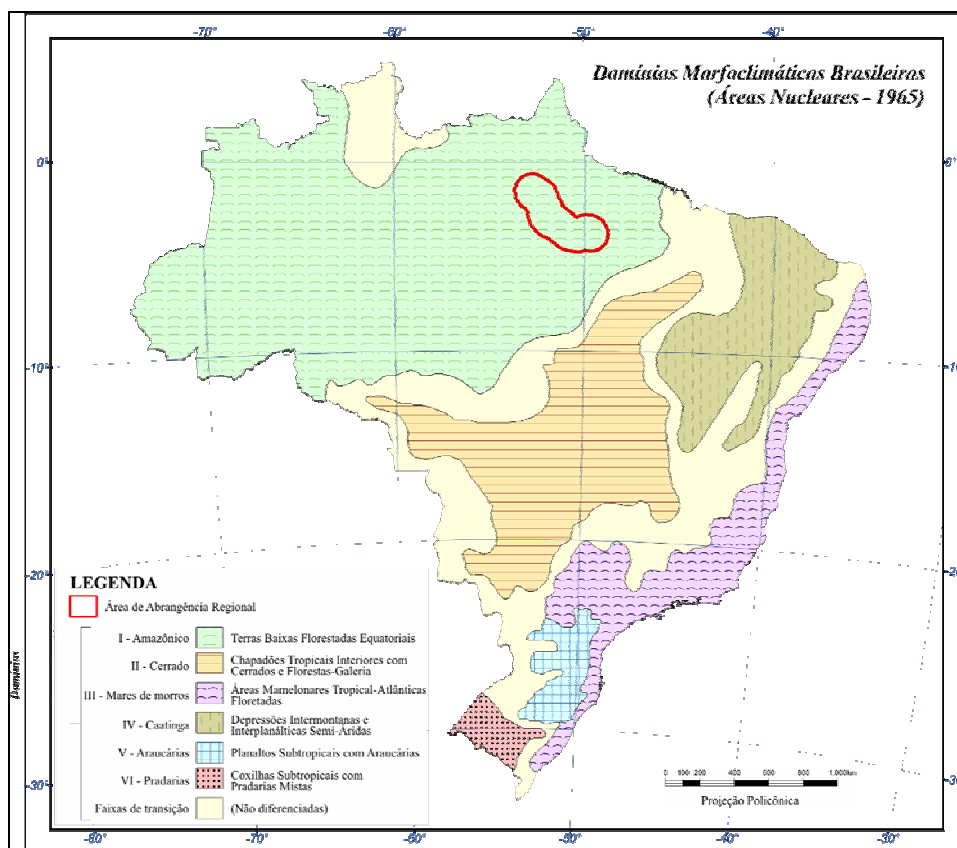 -70°
-60°
-50°
-40°
Domínios Morfoclimáticos Brasileiros
(Áreas Nucleares - 1965)
0°
0°
-10°
-20°
-30°
LEGENDA
Área de Abrangência Regional
I - Amazônico
Terras Baixas Florestadas Equatoriais
II - Cerrado
Chapadões Tropicais Interiores com
Cerrados e Florestas-Galeria
III - Mares de morros
Áreas Mamelonares Tropical-Atlânticas
Floretadas
IV - Caatinga
Depressões Intermontanas e
Interplanálticas Semi-Aridas
V - Araucárias
Planaltos Subtropicais com Araucárias
VI - Pradarias
Coxilhas Subtropicais com
Pradarias Mistas
Faixas de transição
(Não diferenciadas)
0 100 200 400 600 800 1.000km
Projeção Policônica
-80°
-70°
-60°
-50°
-40°
-30°